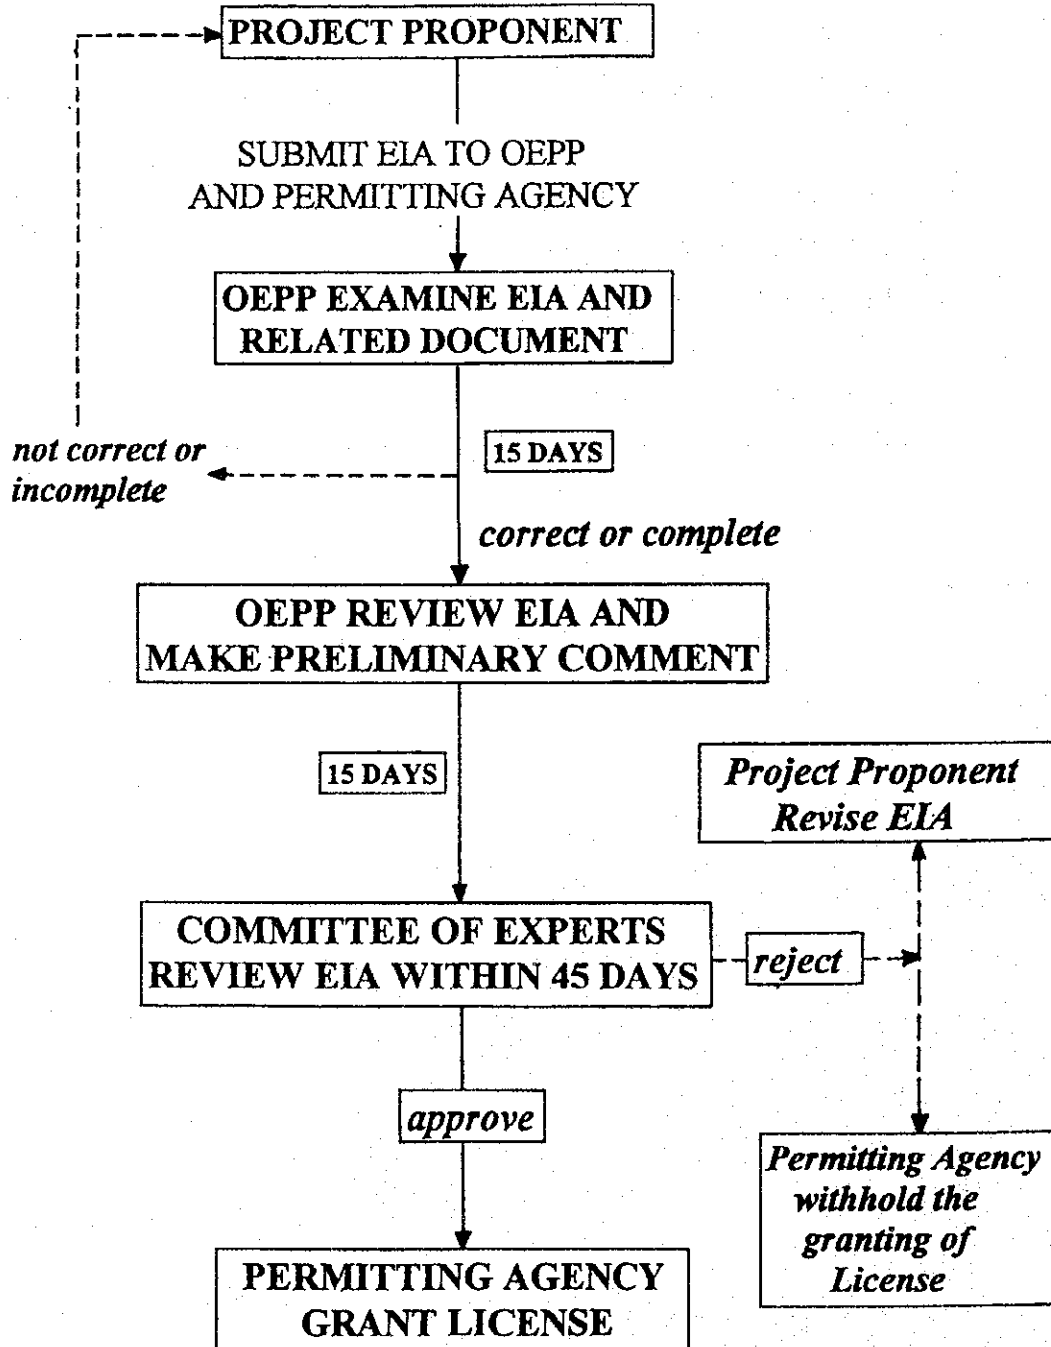 PROJECT PROPONENT
SUBMIT EIA TO OEPP
AND PERMITTING AGENCY
OEPP EXAMINE EIA AND
RELATED DOCUMENT
15 DAYS
not correct or
incomplete
correct or complete
OEPP REVIEW EIA AND
MAKE PRELIMINARY COMMENT
15 DAYS
Project Proponent
Revise EIA
COMMITTEE OF EXPERTS
REVIEW EIA WITHIN 45 DAYS
reject
approve
Permitting Agency
withhold the
granting of
License
PERMITTING AGENCY
GRANT LICENSE